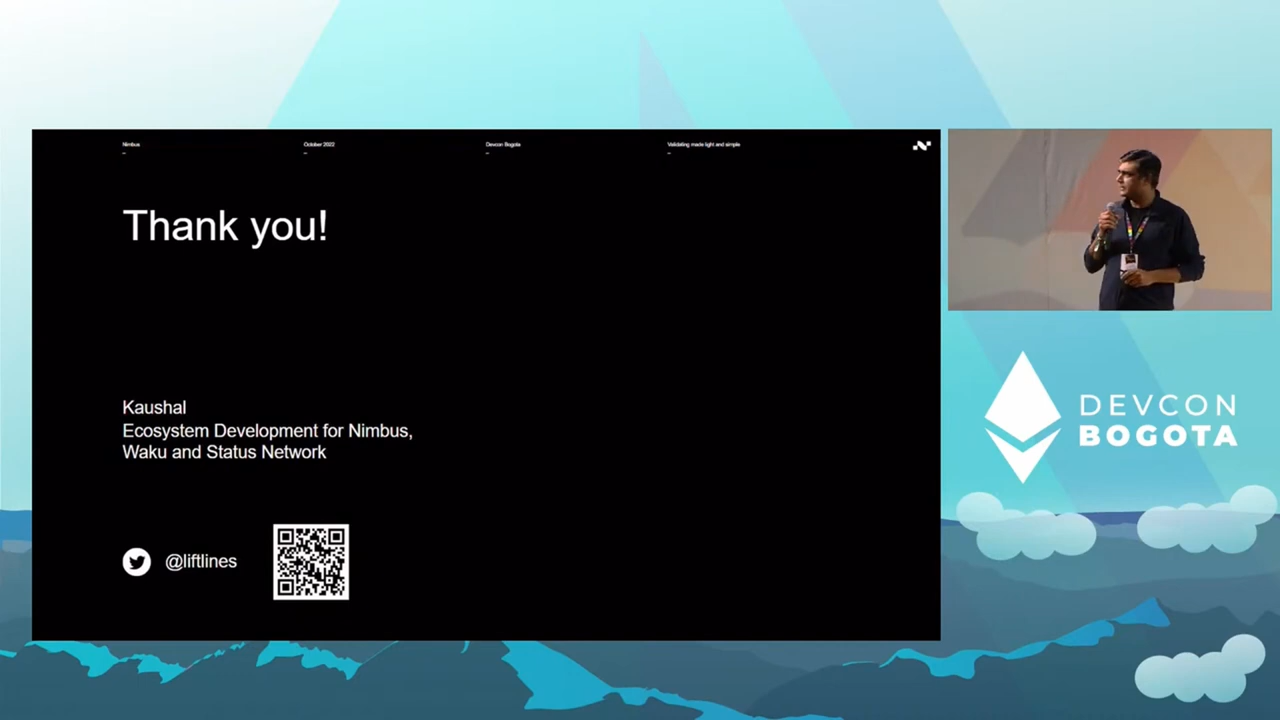 Nimbus
October 2022
Devcon Bogota
Validating made light and simple
Thank you!
Kaushal
Ecosystem Development for Nimbus,
Waku and Status Network
@liftlines
DEVCON
BOGOTA